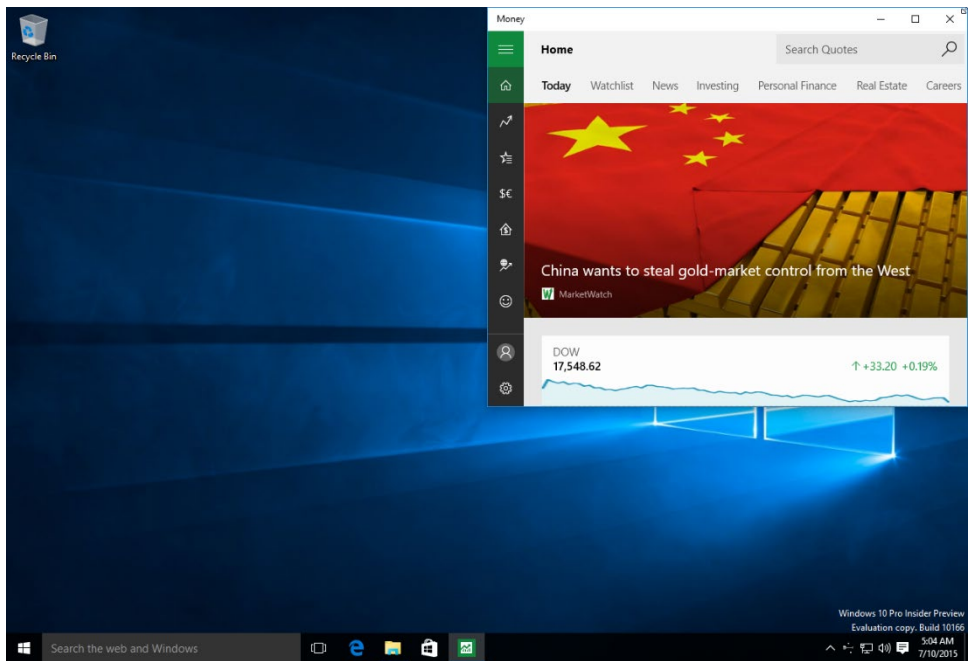 Recycle Bin
Money
Home
Search Quotes
Today Watchlist News Investing Personal Finance Real Estate Careers
$€
China wants to steal gold-market control from the West
MarketWatch
DOW
17,548.62
+33.20 +0.19%
Windows 10 Pro Insider Preview
Evaluation copy. Build 10166
Search the web and Windows
5:04 AM
7/10/2015